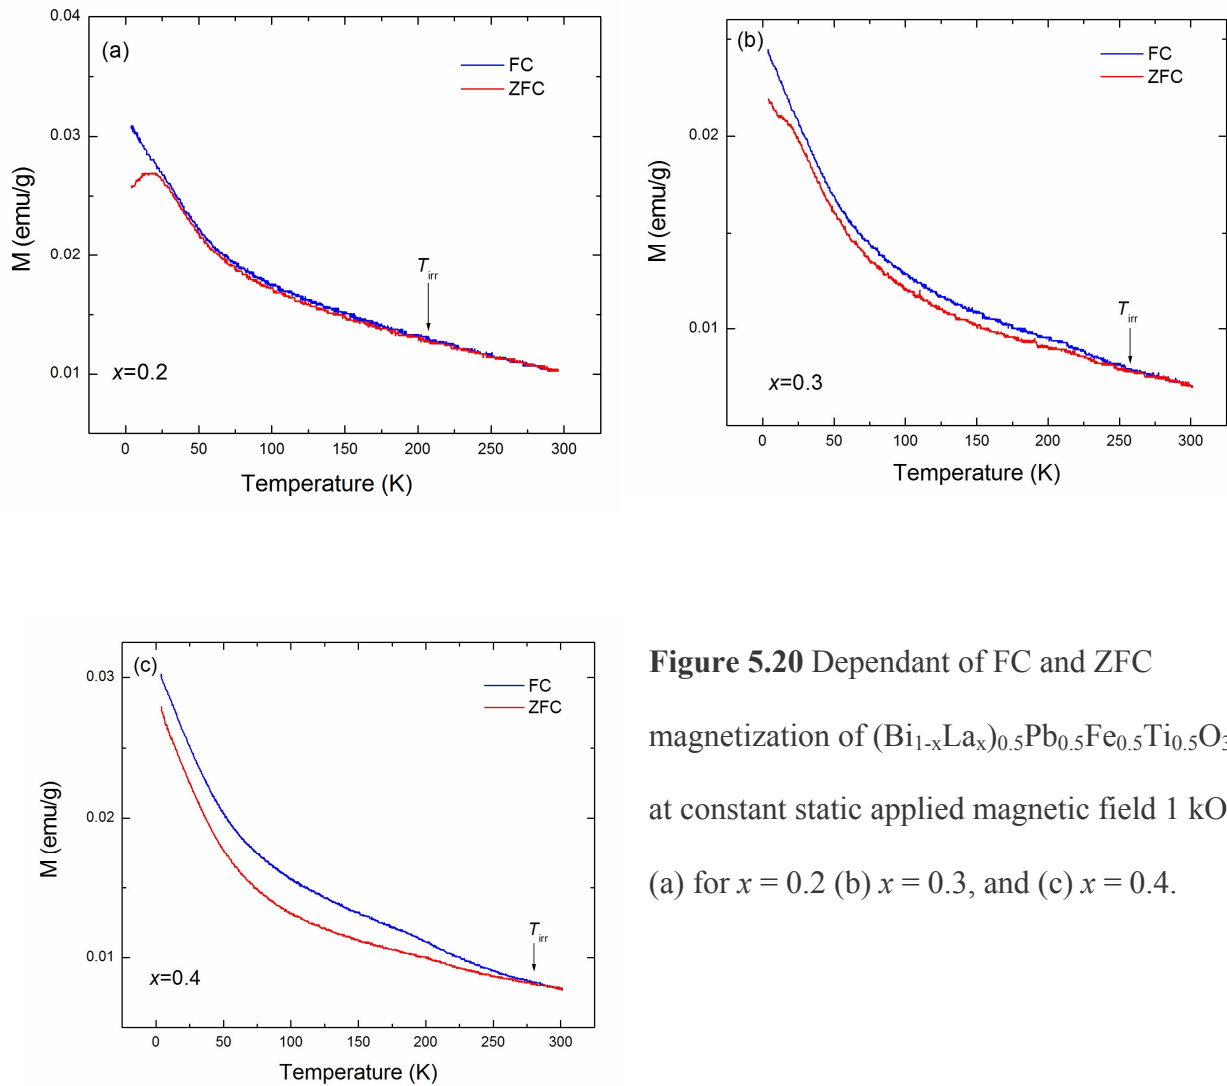 (a)
FC
ZFC
0.04
0.03
0.02
0.01
M (emu/g)
T_irr
x=0.2
0 50 100 150 200 250 300
Temperature (K)
(b)
FC
ZFC
0.02
0.01
M (emu/g)
T_irr
x=0.3
0 50 100 150 200 250 300
Temperature (K)
(c)
FC
ZFC
0.03
0.02
0.01
M (emu/g)
T_irr
x=0.4
0 50 100 150 200 250 300
Temperature (K)
Figure 5.20 Dependant of FC and ZFC
magnetization of (Bi1-xLax)0.5Pb0.5Fe0.5Ti0.5O3
at constant static applied magnetic field 1 kO
(a) for x = 0.2 (b) x = 0.3, and (c) x = 0.4.